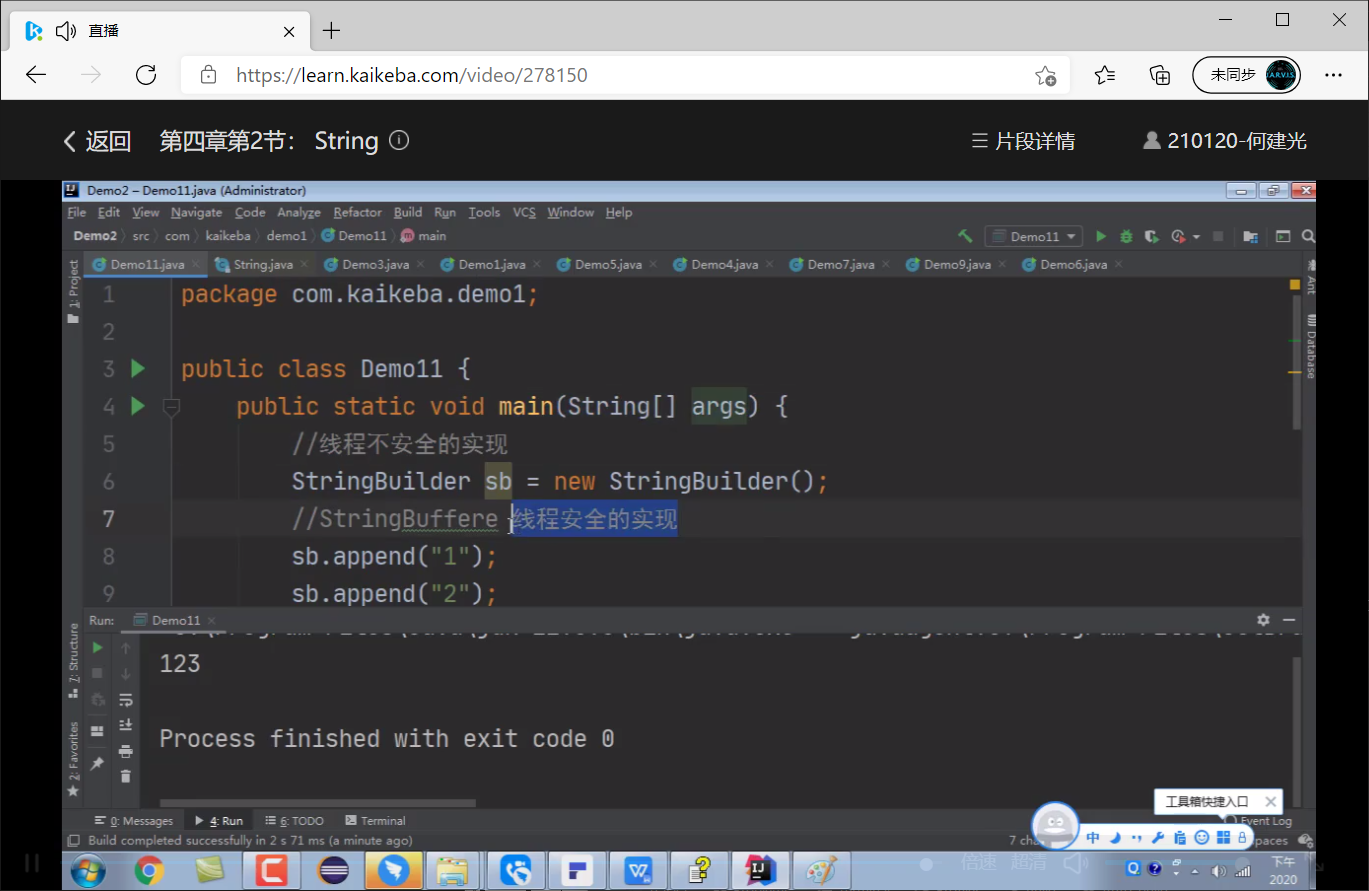 直播
https://learn.kaikeba.com/video/278150
未同步
J.A.R.V.I.S.
返回 第四章第2节： String
片段详情
210120-何建光
Demo2 – Demo11.java (Administrator)
File Edit View Navigate Code Analyze Refactor Build Run Tools VCS Window Help
Demo2 src com kaikeba demo1 Demo11 main
Demo11
Demo11.java String.java Demo3.java Demo1.java Demo5.java Demo4.java Demo7.java Demo9.java Demo6.java
1: Project
Ant
Database
1 package com.kaikeba.demo1;
2
3 public class Demo11 {
4 public static void main(String[] args) {
5 //线程不安全的实现
6 StringBuilder sb = new StringBuilder();
7 //StringBuffere 线程安全的实现
8 sb.append("1");
9 sb.append("2");
Run: Demo11
7: Structure
2: Favorites
123
Process finished with exit code 0
工具箱快捷入口
0: Messages 4: Run 6: TODO Terminal Event Log
Build completed successfully in 2 s 71 ms (a minute ago)
7 cha
中
paces
倍速 超清
下午
2020